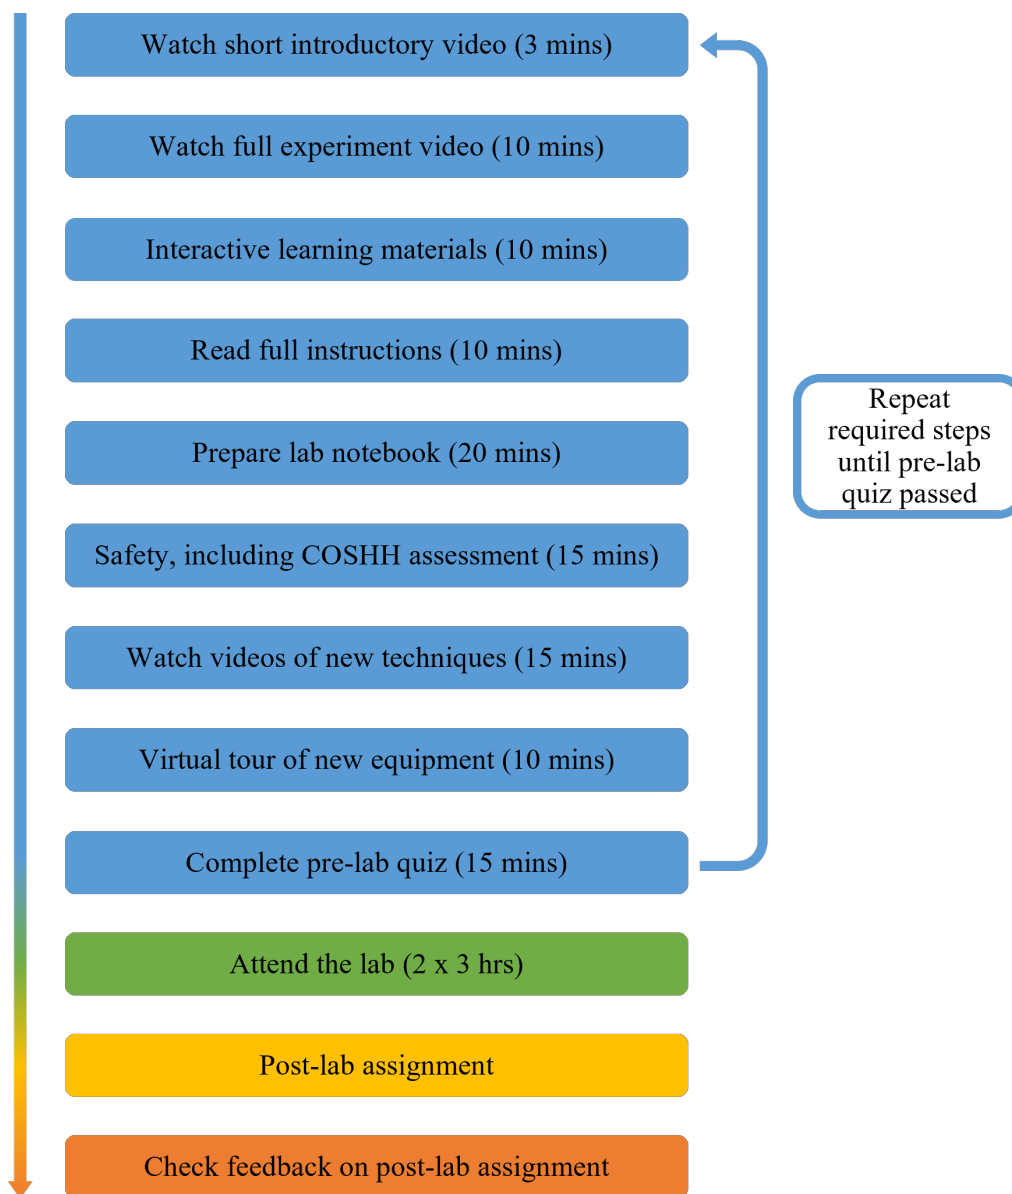 Watch short introductory video (3 mins)
Watch full experiment video (10 mins)
Interactive learning materials (10 mins)
Read full instructions (10 mins)
Prepare lab notebook (20 mins)
Safety, including COSHH assessment (15 mins)
Watch videos of new techniques (15 mins)
Virtual tour of new equipment (10 mins)
Complete pre-lab quiz (15 mins)
Attend the lab (2 x 3 hrs)
Post-lab assignment
Check feedback on post-lab assignment
Repeat
required steps
until pre-lab
quiz passed